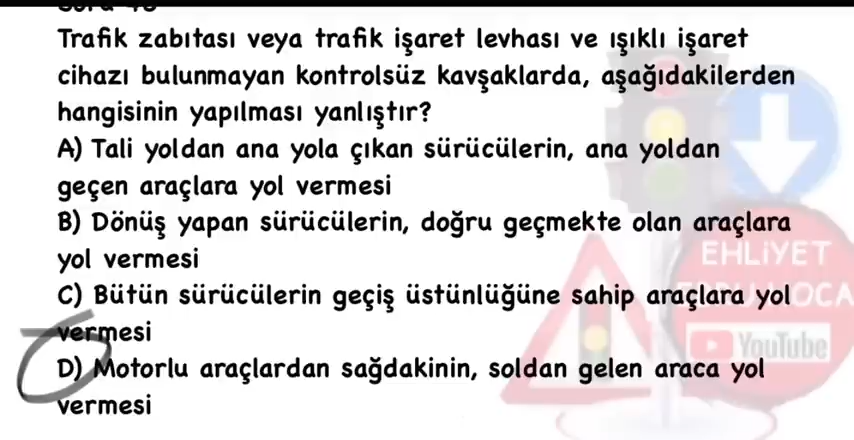 Trafik zabıtası veya trafik işaret levhası ve ışıklı işaret
cihazı bulunmayan kontrolsüz kavşaklarda, aşağıdakilerden
hangisinin yapılması yanlıştır?
A) Tali yoldan ana yola çıkan sürücülerin, ana yoldan
geçen araçlara yol vermesi
B) Dönüş yapan sürücülerin, doğru geçmekte olan araçlara
yol vermesi
EHLİYET
C) Bütün sürücülerin geçiş üstünlüğüne sahip araçlara yol
vermesi
YouTube
D) Motorlu araçlardan sağdakinin, soldan gelen araca yol
vermesi